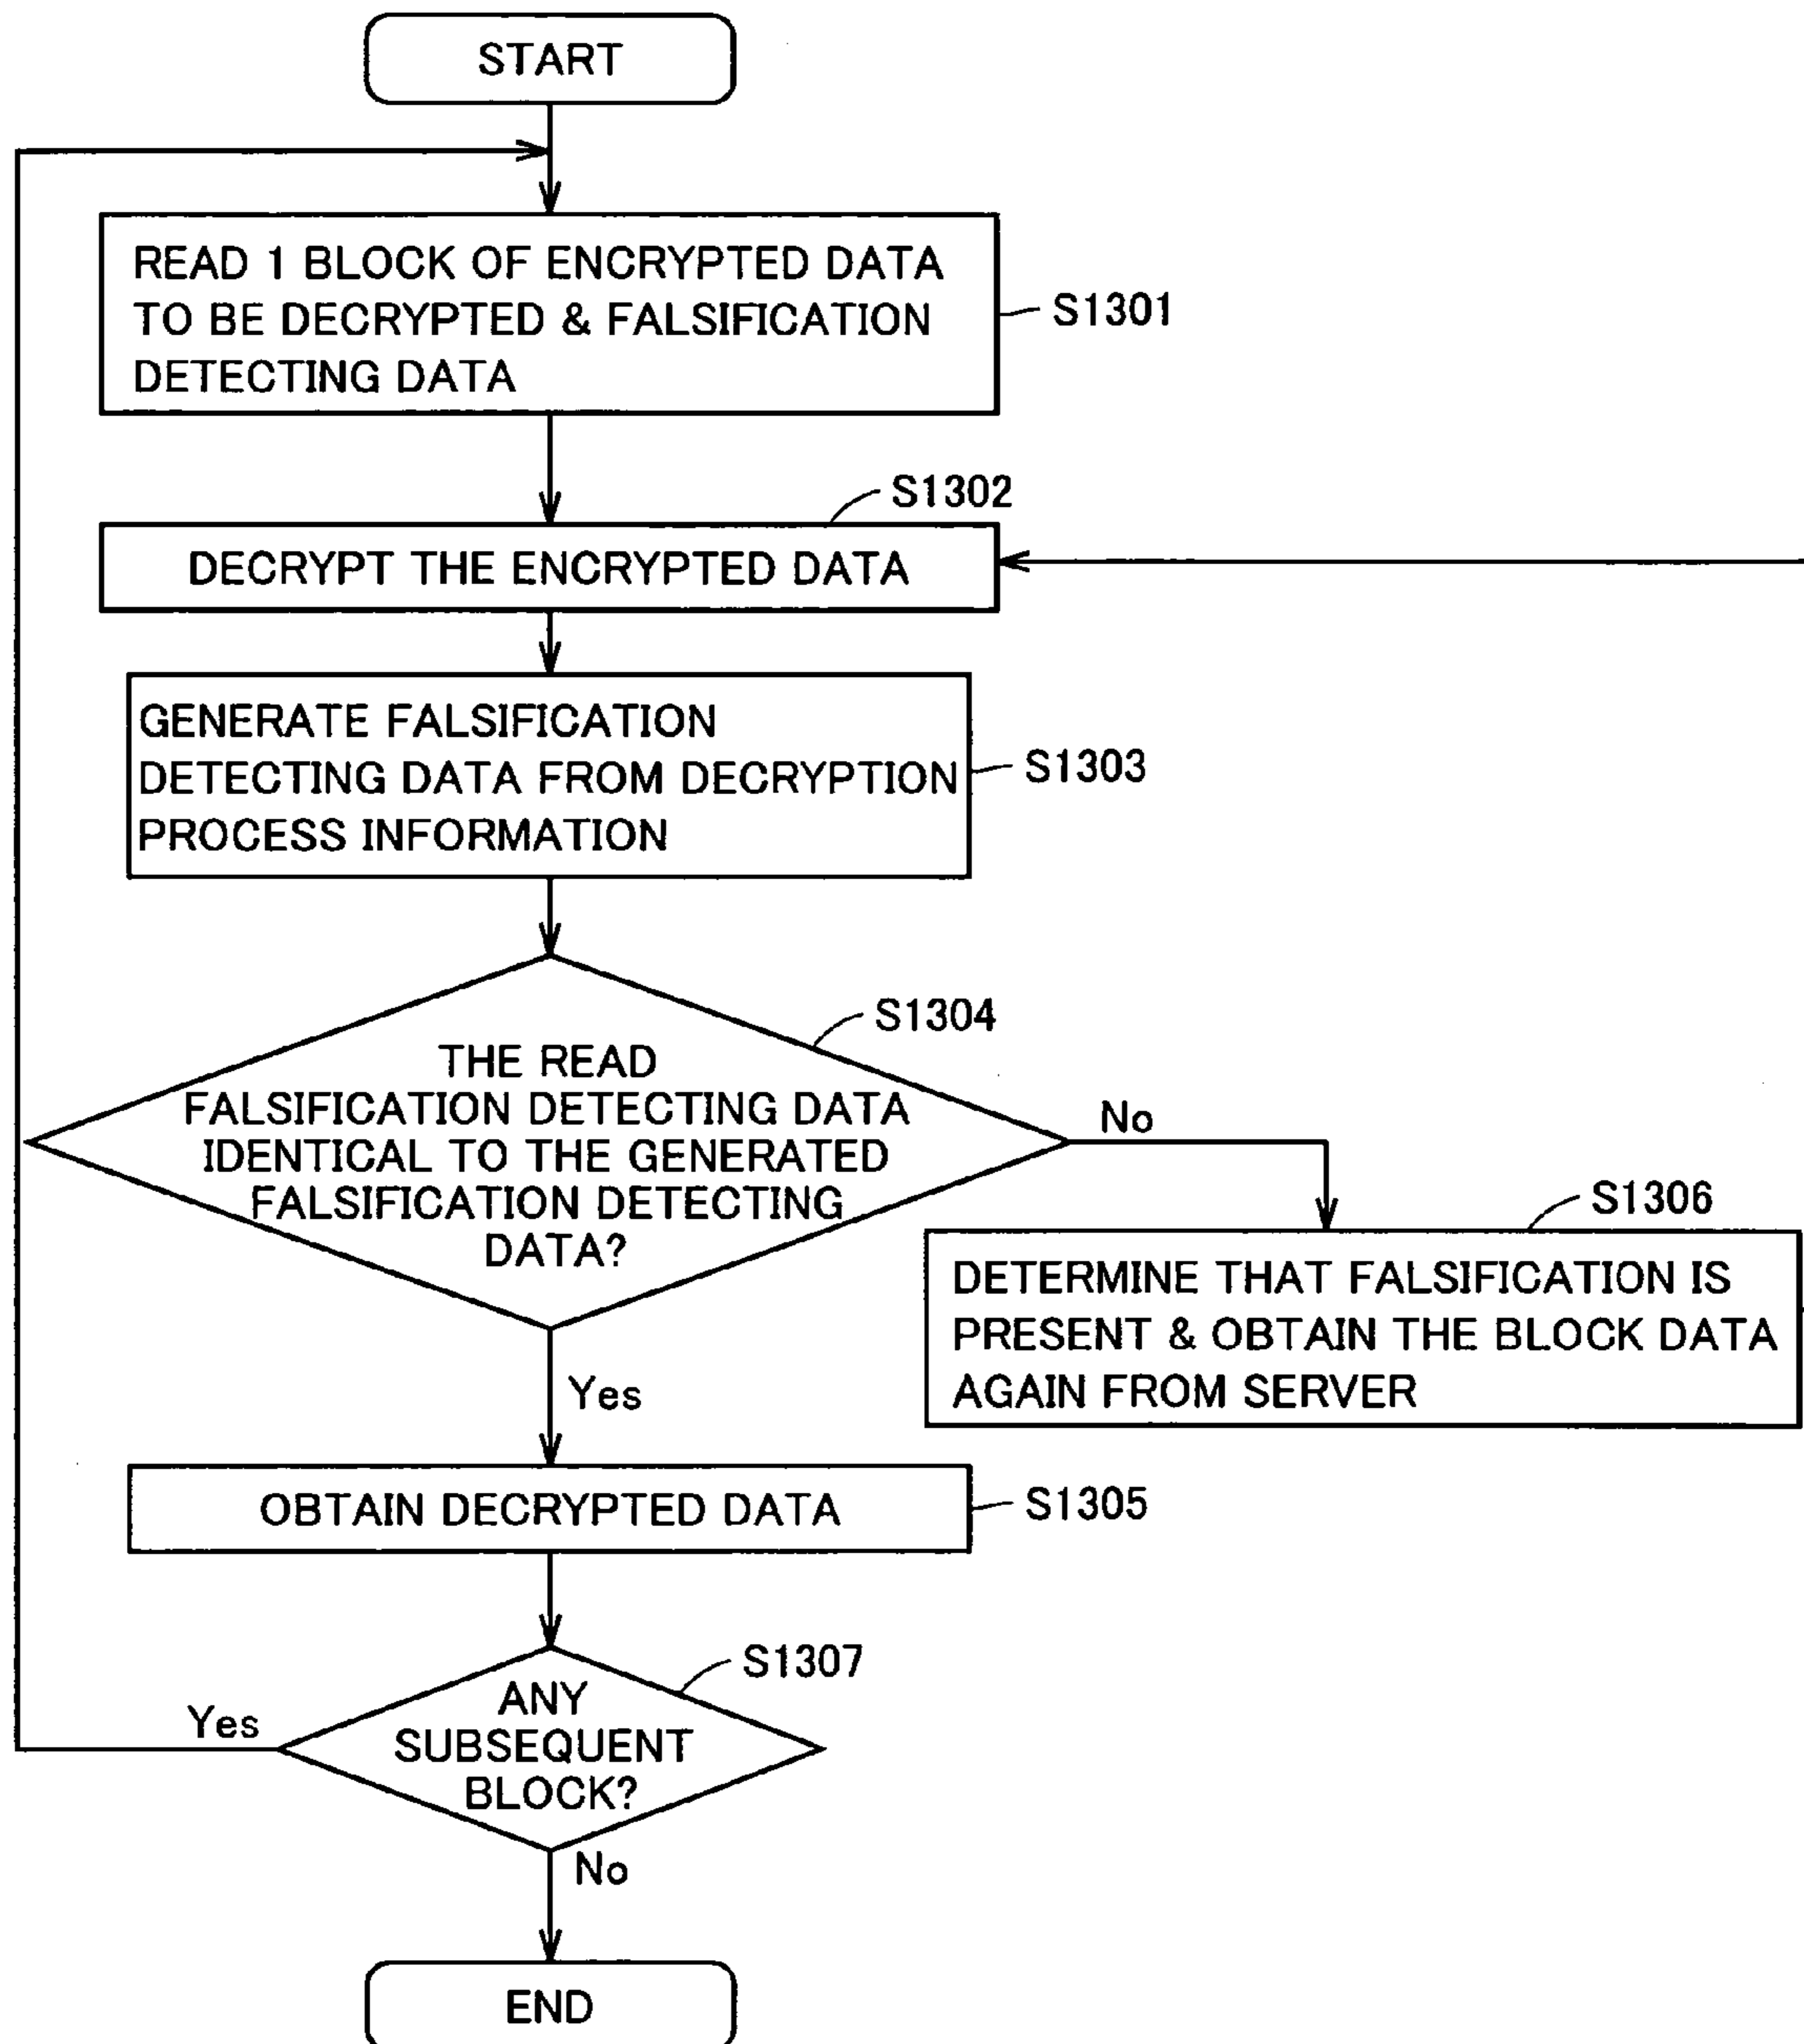 START
READ 1 BLOCK OF ENCRYPTED DATA
TO BE DECRYPTED & FALSIFICATION
DETECTING DATA
S1301
S1302
DECRYPT THE ENCRYPTED DATA
GENERATE FALSIFICATION
DETECTING DATA FROM DECRYPTION
PROCESS INFORMATION
S1303
S1304
THE READ
FALSIFICATION DETECTING DATA
IDENTICAL TO THE GENERATED
FALSIFICATION DETECTING
DATA?
No
S1306
DETERMINE THAT FALSIFICATION IS
PRESENT & OBTAIN THE BLOCK DATA
AGAIN FROM SERVER
Yes
OBTAIN DECRYPTED DATA
S1305
S1307
ANY
SUBSEQUENT
BLOCK?
Yes
No
END